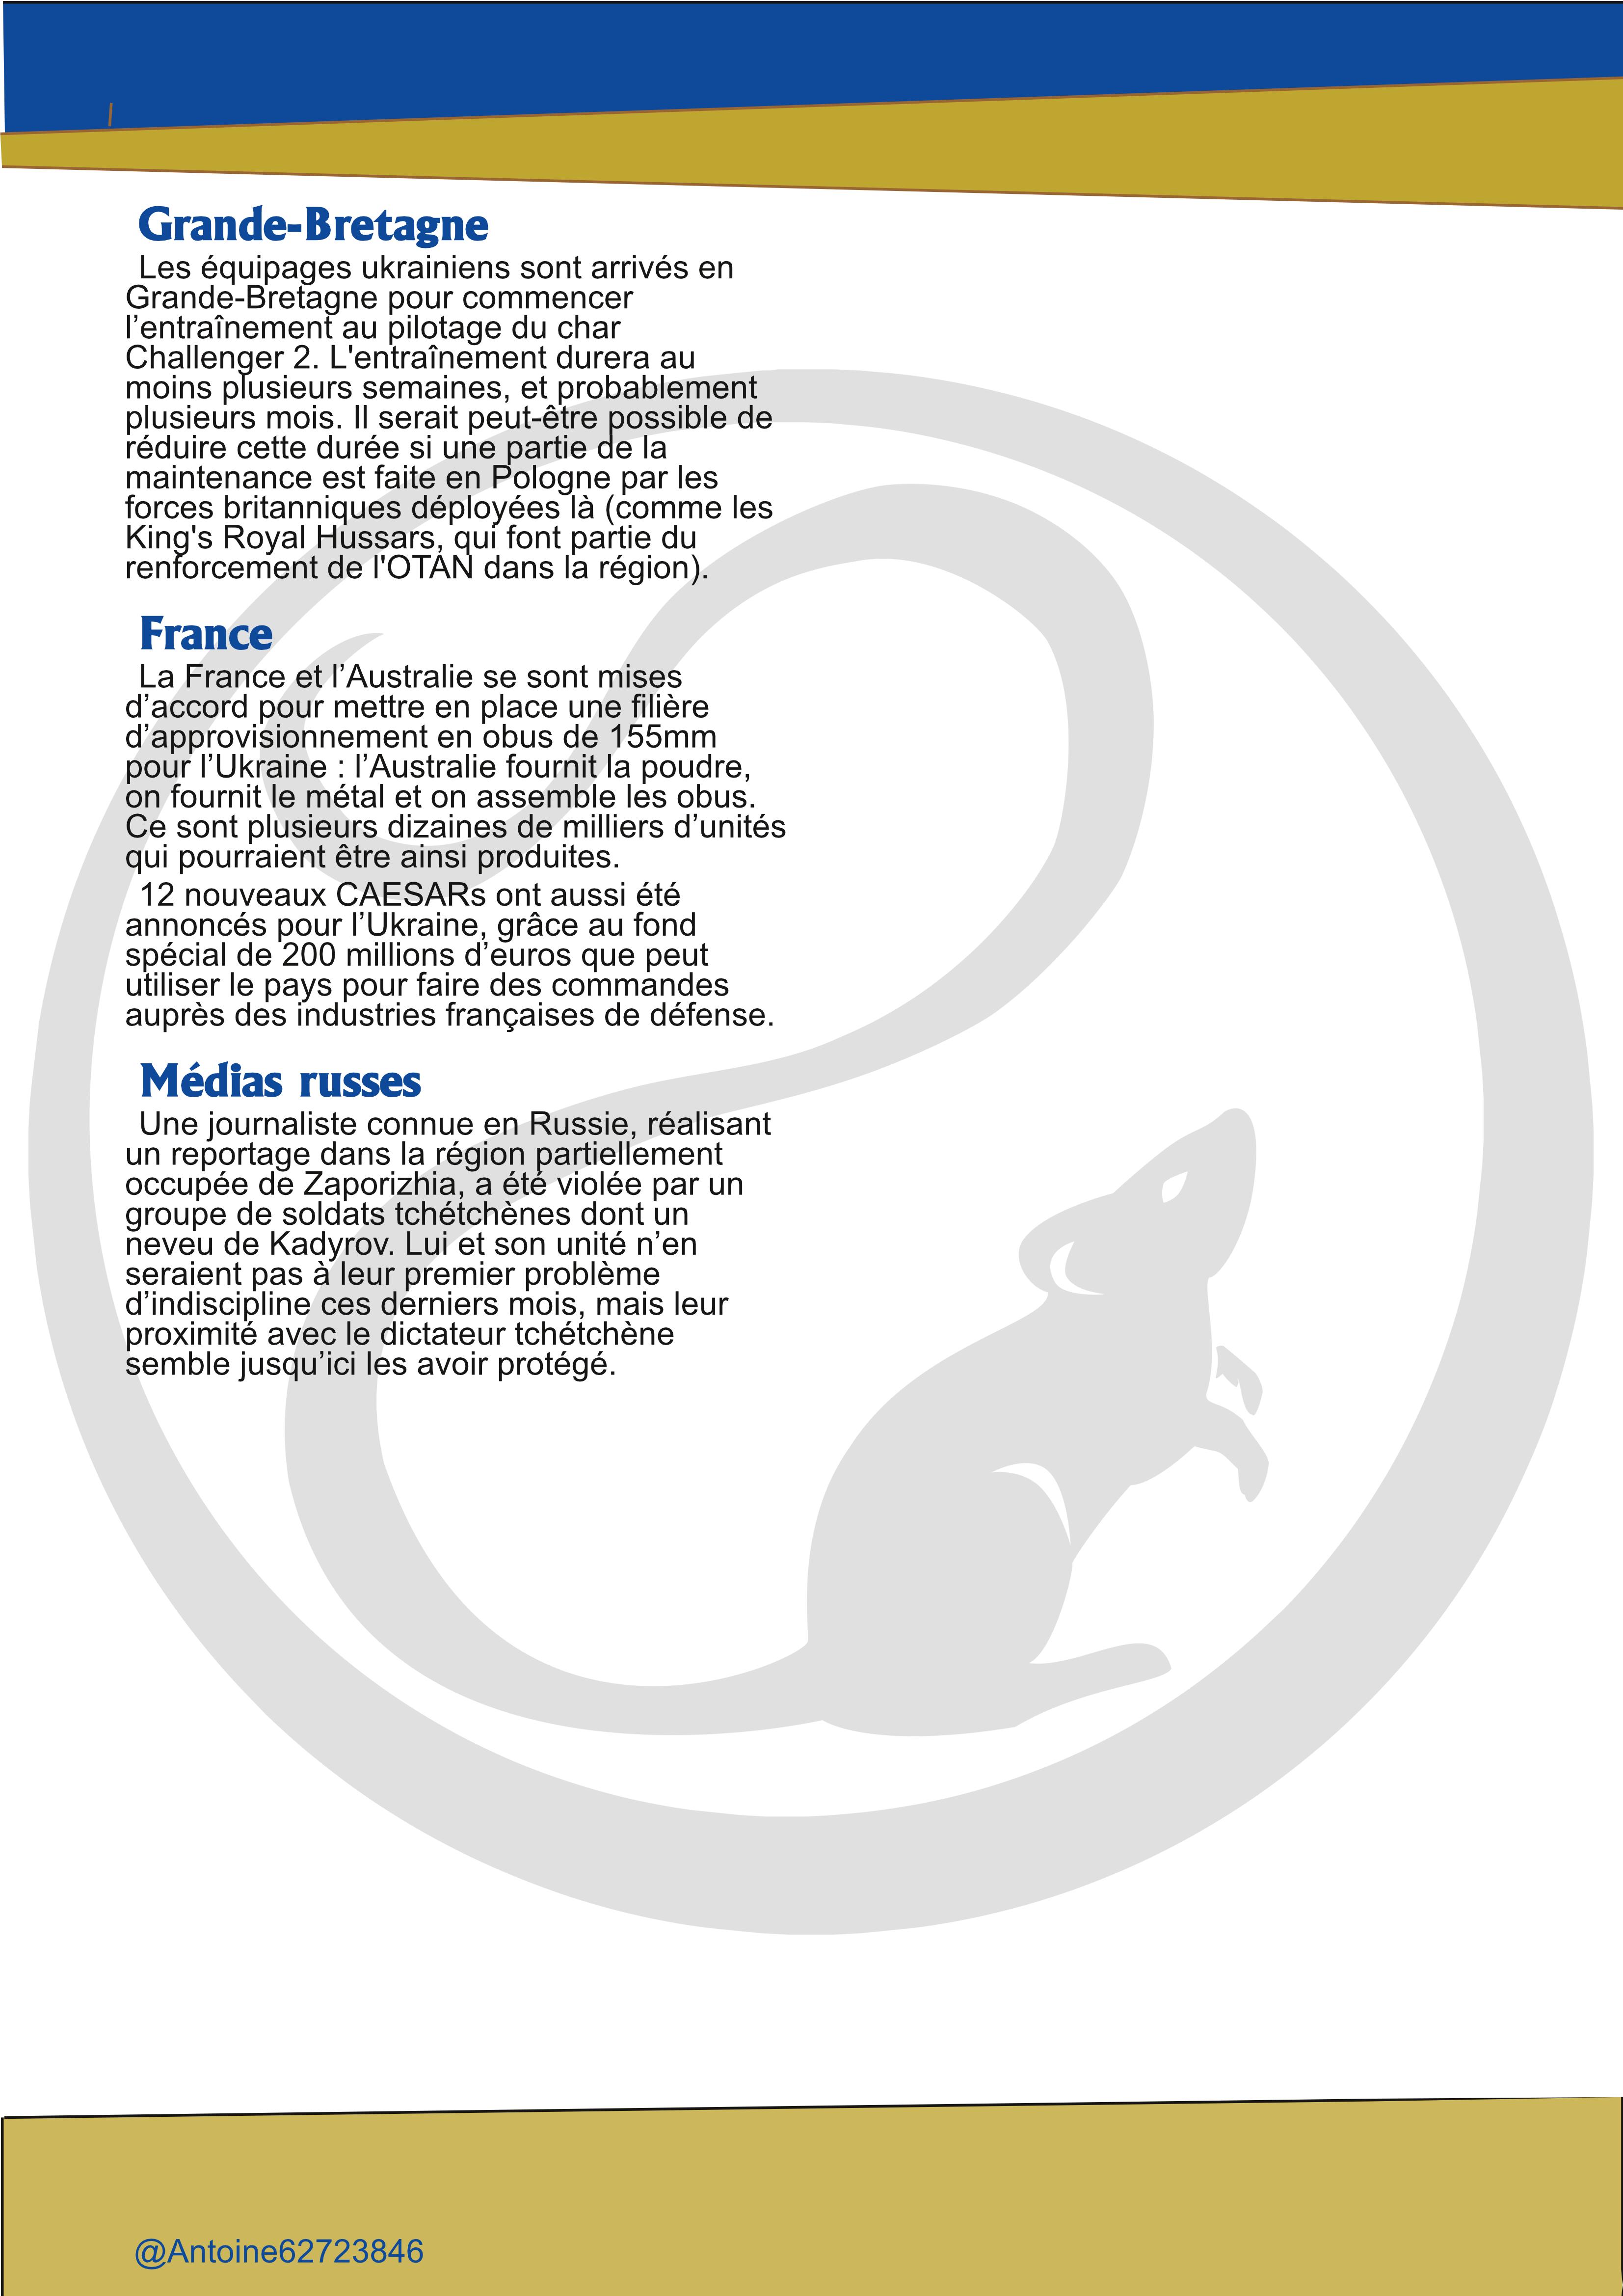 Grande-Bretagne
Les équipages ukrainiens sont arrivés en
Grande-Bretagne pour commencer
l’entraînement au pilotage du char
Challenger 2. L'entraînement durera au
moins plusieurs semaines, et probablement
plusieurs mois. Il serait peut-être possible de
réduire cette durée si une partie de la
maintenance est faite en Pologne par les
forces britanniques déployées là (comme les
King's Royal Hussars, qui font partie du
renforcement de l'OTAN dans la région).
France
La France et l’Australie se sont mises
d’accord pour mettre en place une filière
d’approvisionnement en obus de 155mm
pour l’Ukraine : l’Australie fournit la poudre,
on fournit le métal et on assemble les obus.
Ce sont plusieurs dizaines de milliers d’unités
qui pourraient être ainsi produites.
12 nouveaux CAESARs ont aussi été
annoncés pour l’Ukraine, grâce au fond
spécial de 200 millions d’euros que peut
utiliser le pays pour faire des commandes
auprès des industries françaises de défense.
Médias russes
Une journaliste connue en Russie, réalisant
un reportage dans la région partiellement
occupée de Zaporizhia, a été violée par un
groupe de soldats tchétchènes dont un
neveu de Kadyrov. Lui et son unité n’en
seraient pas à leur premier problème
d’indiscipline ces derniers mois, mais leur
proximité avec le dictateur tchétchène
semble jusqu’ici les avoir protégé.
@Antoine62723846